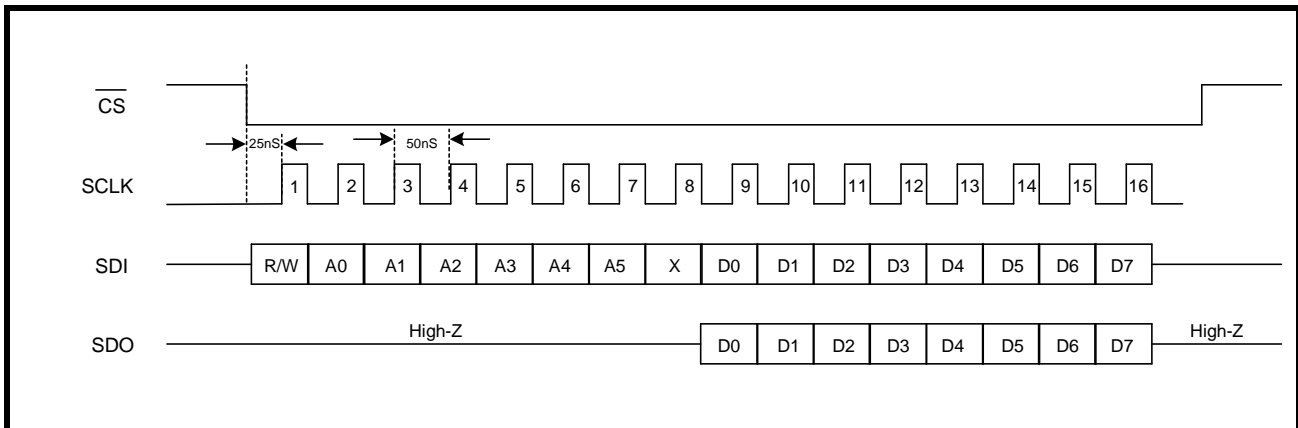 CS
25nS 50nS
SCLK 1 2 3 4 5 6 7 8 9 10 11 12 13 14 15 16
SDI R/W A0 A1 A2 A3 A4 A5 X D0 D1 D2 D3 D4 D5 D6 D7
High-Z High-Z
SDO D0 D1 D2 D3 D4 D5 D6 D7